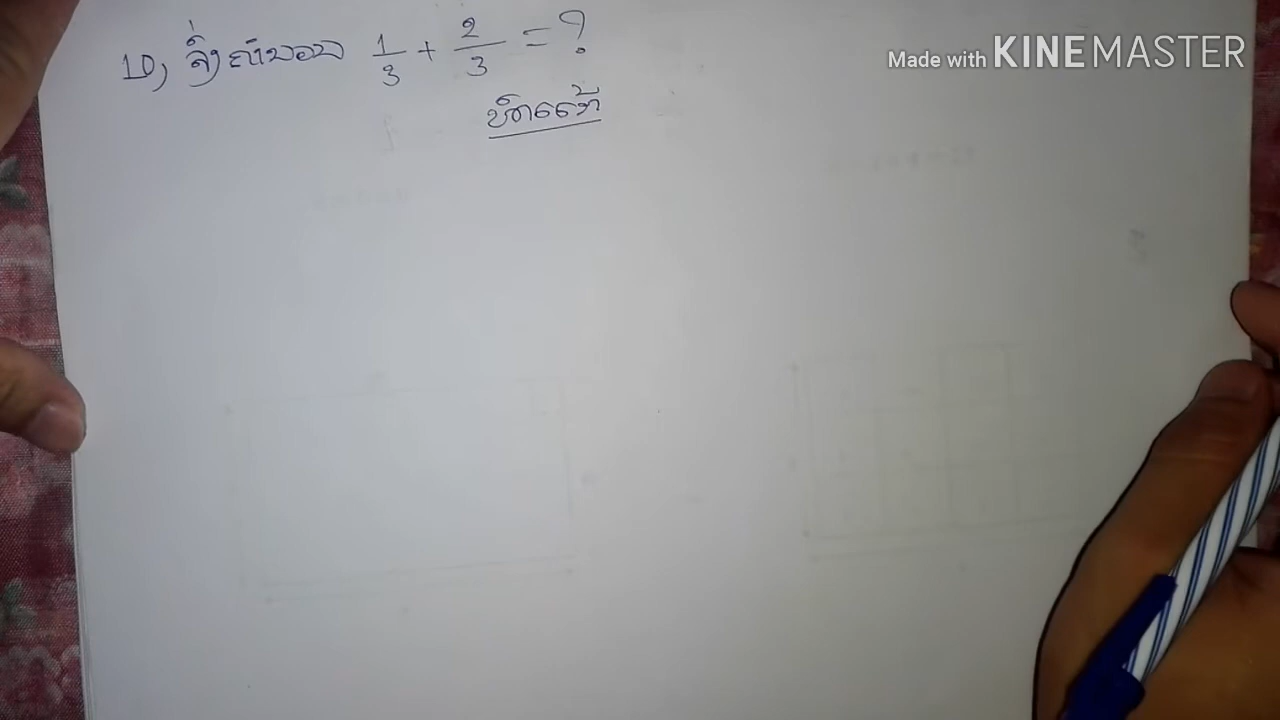 10, ຈົ່ງຄຳນວນ 1/3 + 2/3 = ?
ບົດແກ້
Made with KINEMASTER